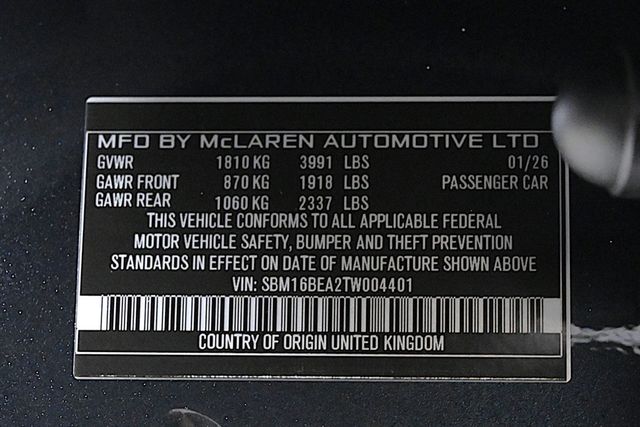 MFD BY McLAREN AUTOMOTIVE LTD
GVWR 1810 KG 3991 LBS 01/26
GAWR FRONT 870 KG 1918 LBS PASSENGER CAR
GAWR REAR 1060 KG 2337 LBS
THIS VEHICLE CONFORMS TO ALL APPLICABLE FEDERAL
MOTOR VEHICLE SAFETY, BUMPER AND THEFT PREVENTION
STANDARDS IN EFFECT ON DATE OF MANUFACTURE SHOWN ABOVE
VIN: SBM16BEA2TW004401
COUNTRY OF ORIGIN UNITED KINGDOM